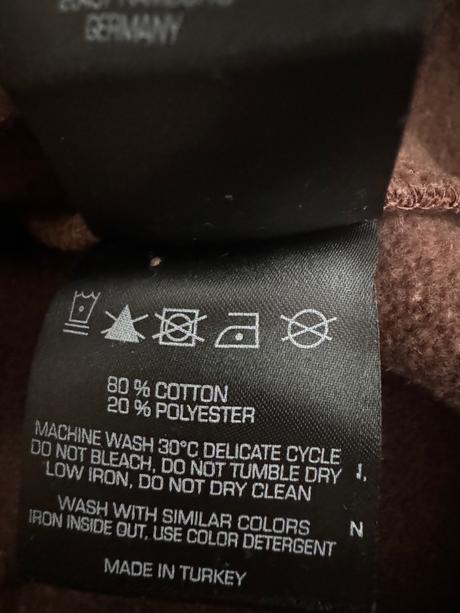 GERMANY
80 % COTTON
20 % POLYESTER
MACHINE WASH 30°C DELICATE CYCLE
DO NOT BLEACH, DO NOT TUMBLE DRY
LOW IRON, DO NOT DRY CLEAN
WASH WITH SIMILAR COLORS N
IRON INSIDE OUT, USE COLOR DETERGENT
MADE IN TURKEY